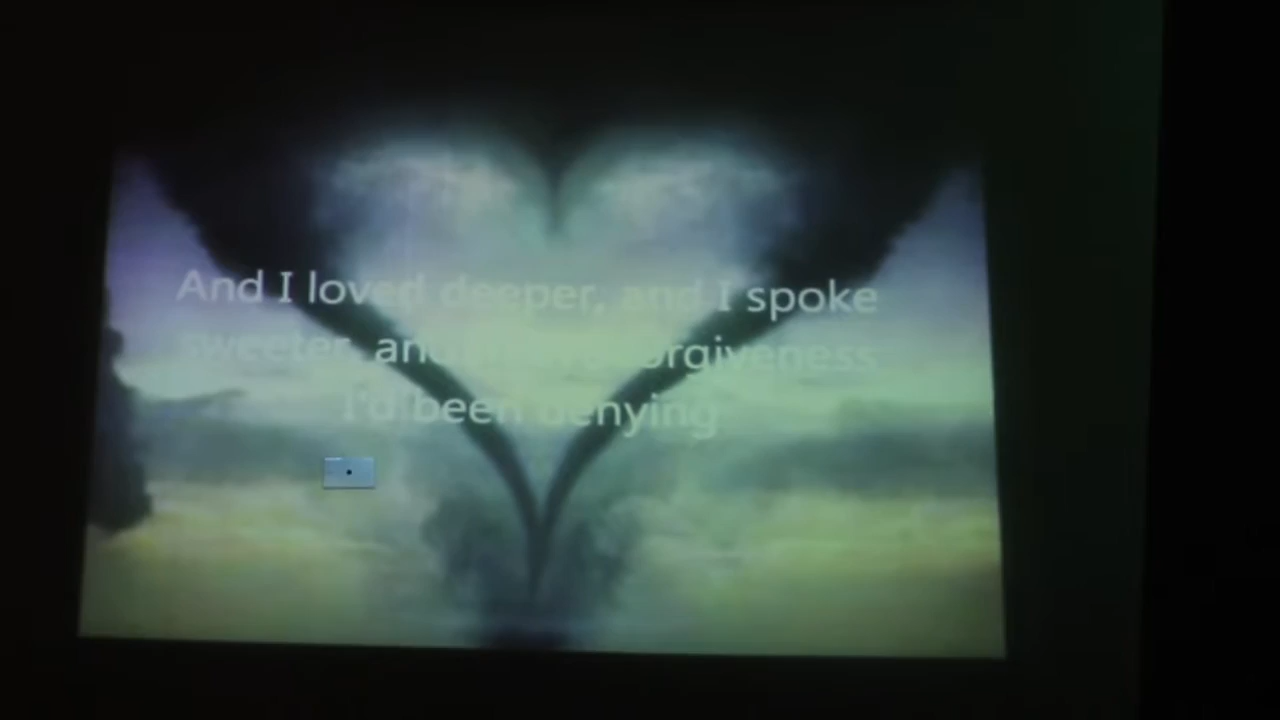 And I loved deeper, and I spoke
sweeter, and forgiveness
I'd been denying